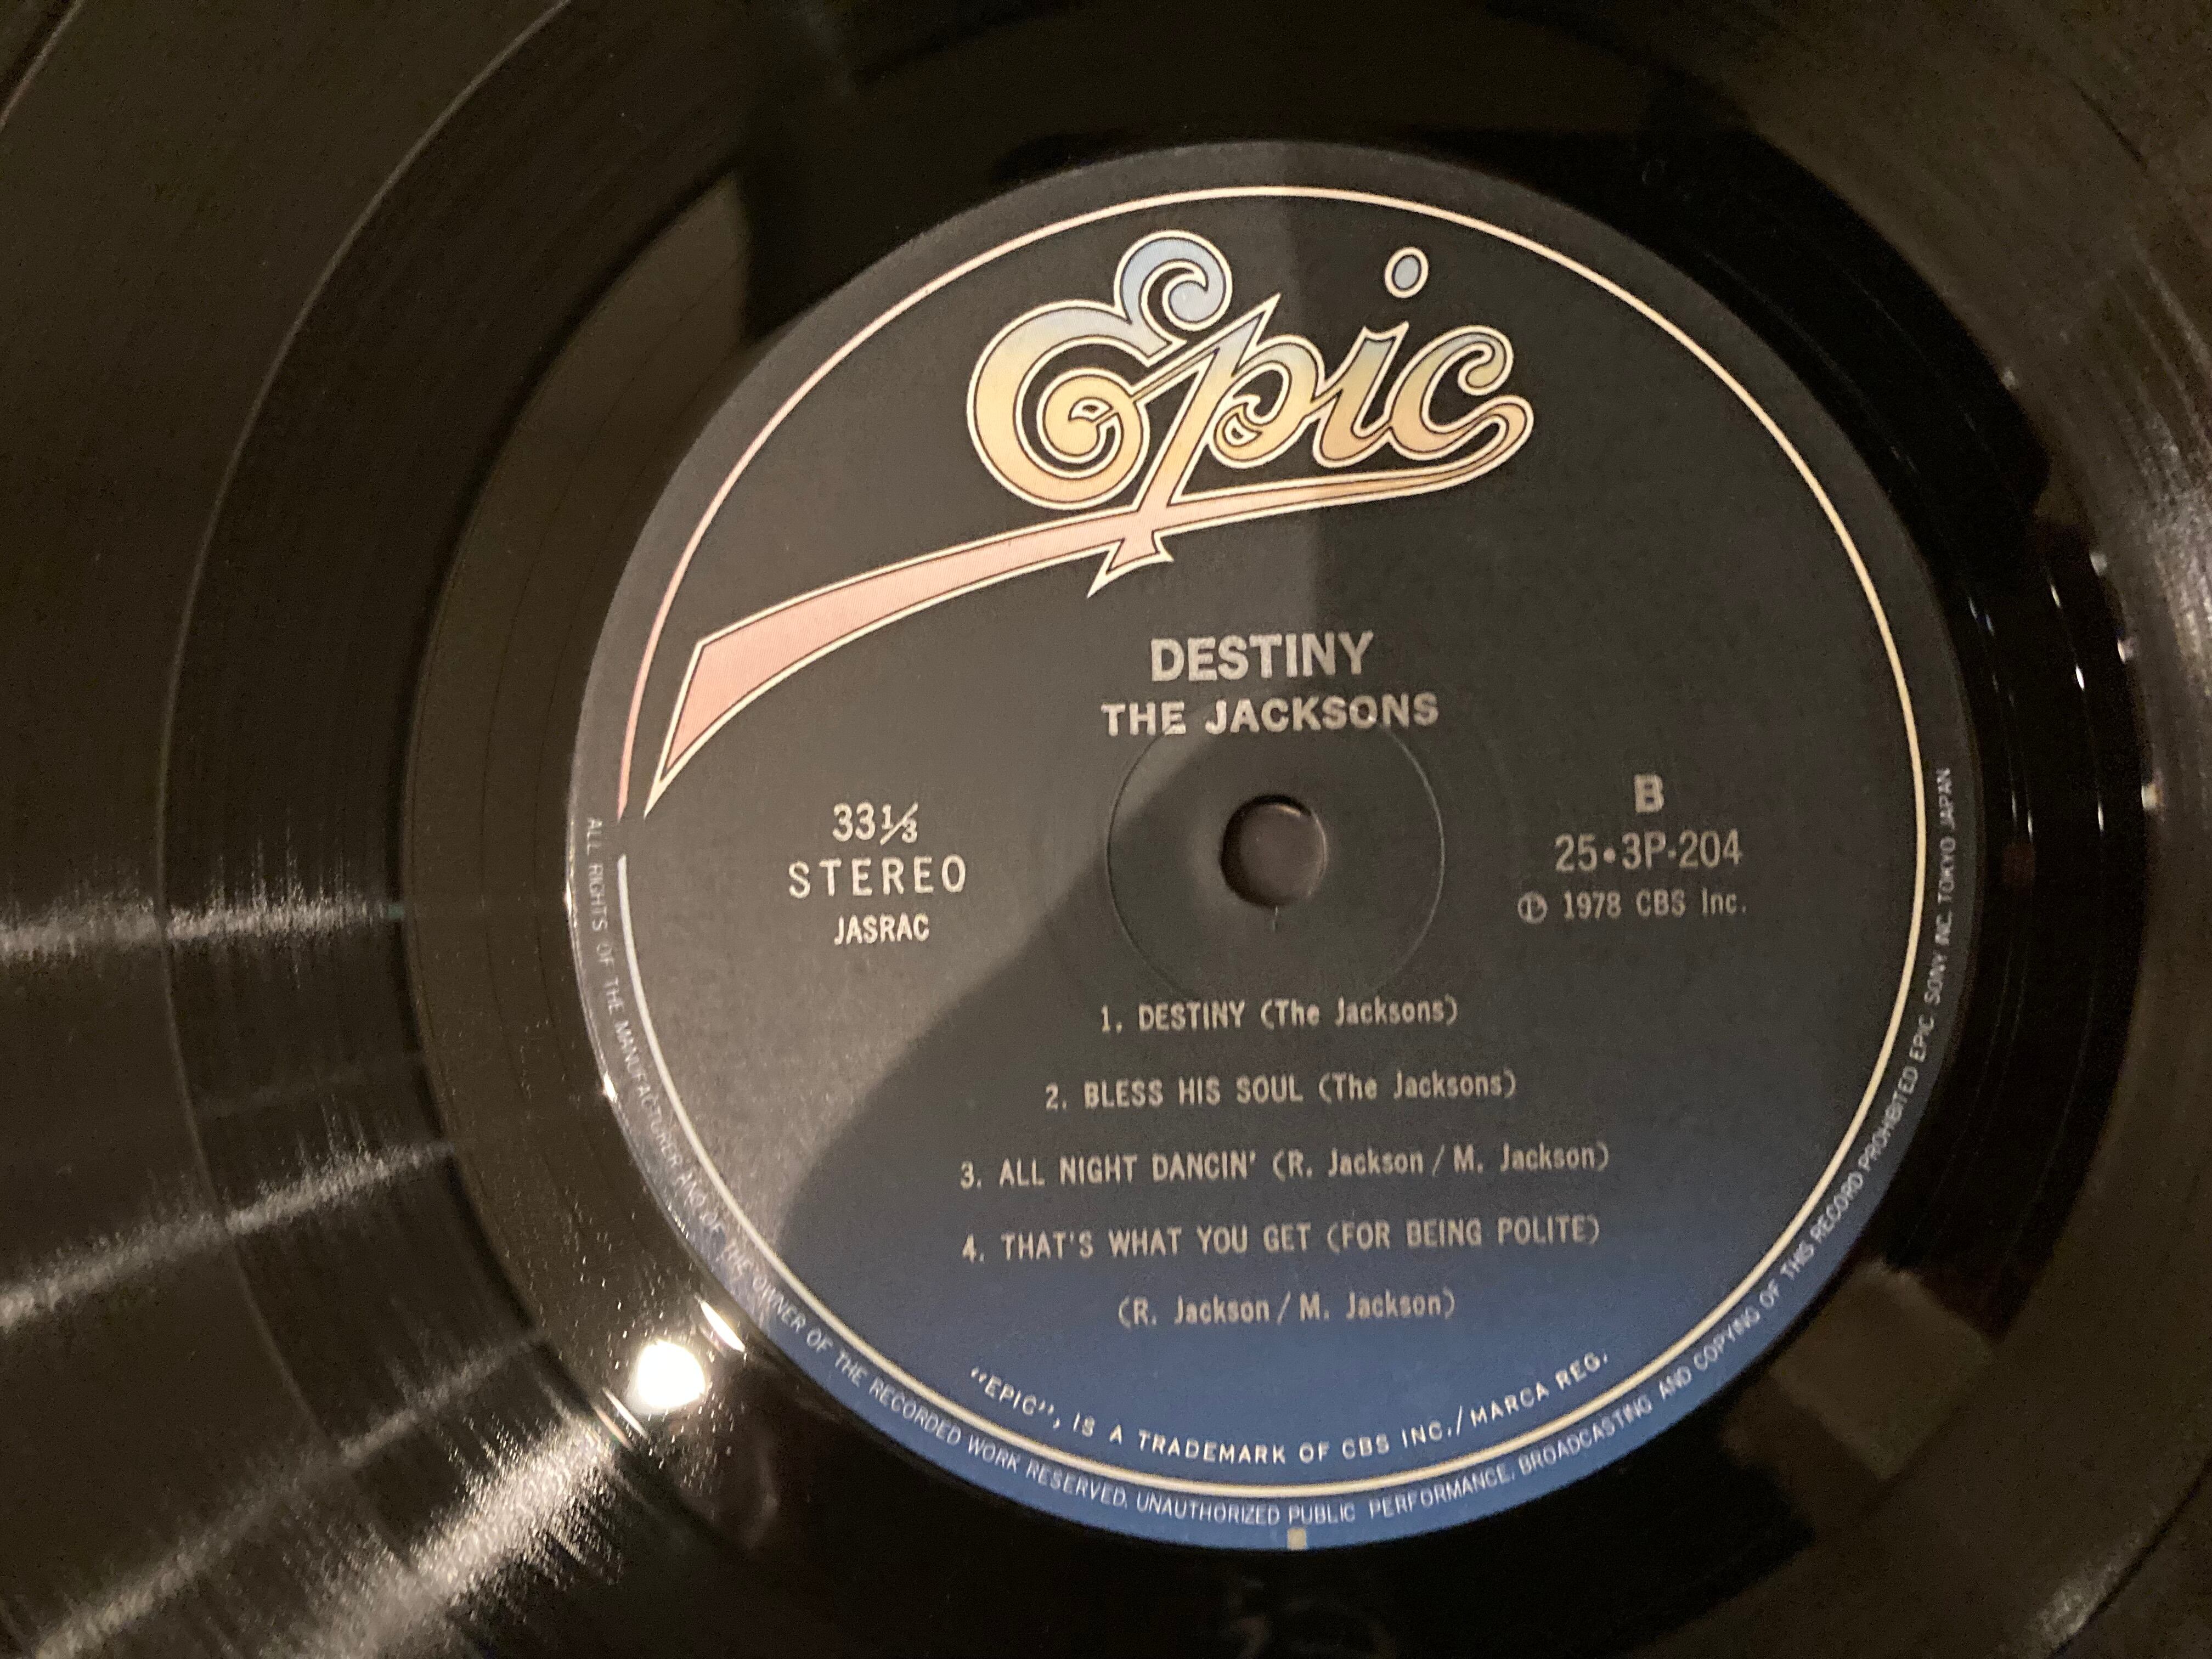 Epic
DESTINY
THE JACKSONS
33⅓
STEREO
JASRAC
B
25•3P-204
Ⓟ 1978 CBS Inc.
1. DESTINY (The Jacksons)
2. BLESS HIS SOUL (The Jacksons)
3. ALL NIGHT DANCIN' (R. Jackson / M. Jackson)
4. THAT'S WHAT YOU GET (FOR BEING POLITE)
(R. Jackson / M. Jackson)
"EPIC", IS A TRADEMARK OF CBS INC./MARCA REG.
ALL RIGHTS OF THE MANUFACTURER AND OF THE OWNER OF THE RECORDED WORK RESERVED. UNAUTHORIZED PUBLIC PERFORMANCE, BROADCASTING AND COPYING OF THIS RECORD PROHIBITED EPIC · SONY INC. TOKYO JAPAN